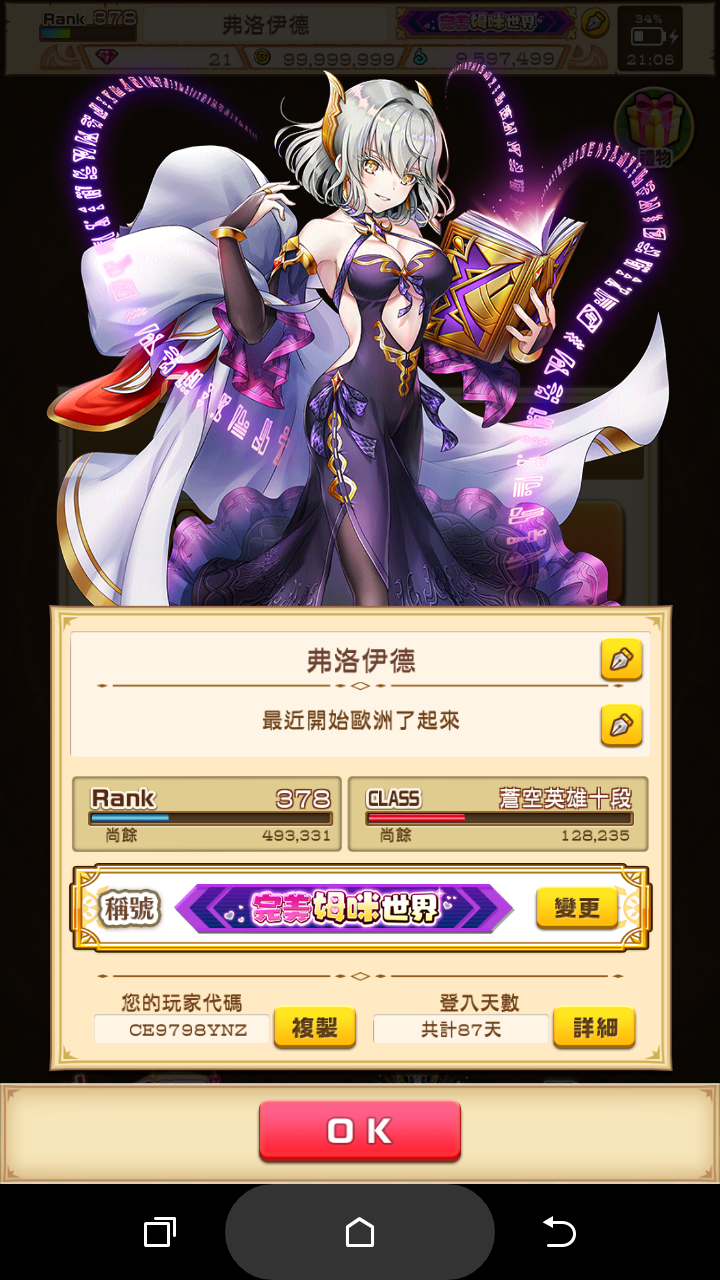 Rank 378
弗洛伊德
完美姆咪世界
34%
21
99,999,999
9,597,499
21:06
禮物
弗洛伊德
最近開始歐洲了起來
Rank 378
尚餘 493,331
CLASS 蒼空英雄十段
尚餘 128,235
稱號
完美姆咪世界
變更
您的玩家代碼
CE9798YNZ
複製
登入天數
共計87天
詳細
OK